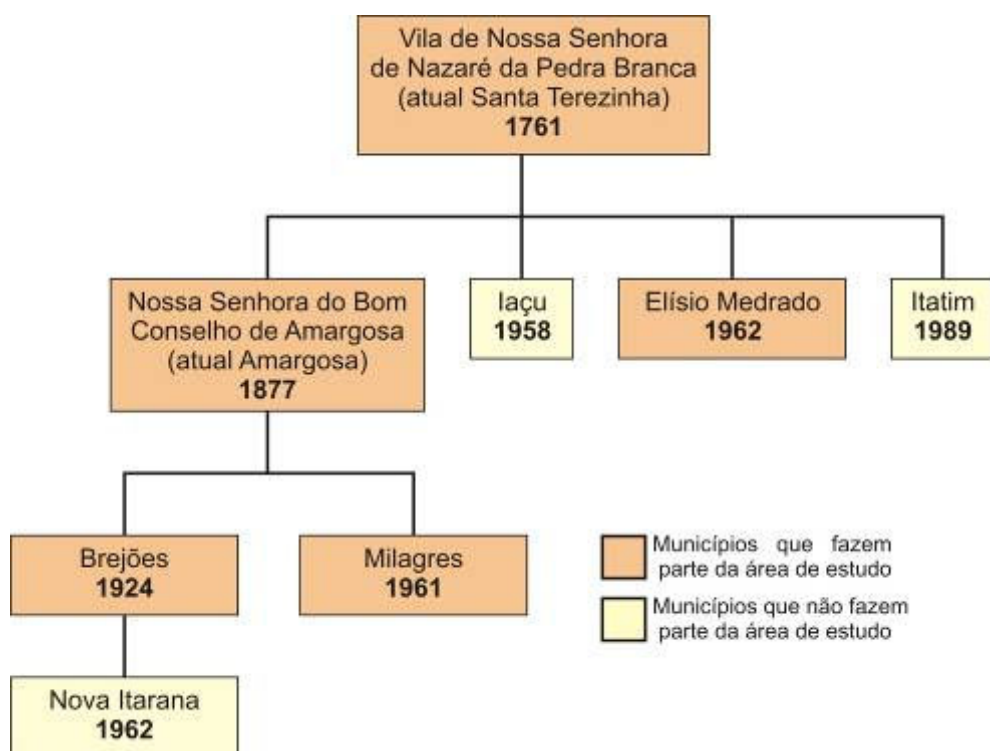 Vila de Nossa Senhora
de Nazaré da Pedra Branca
(atual Santa Terezinha)
1761
Nossa Senhora do Bom
Conselho de Amargosa
(atual Amargosa)
1877
Iaçu
1958
Elísio Medrado
1962
Itatim
1989
Brejões
1924
Milagres
1961
Nova Itarana
1962
Municípios que fazem
parte da área de estudo
Municípios que não fazem
parte da área de estudo